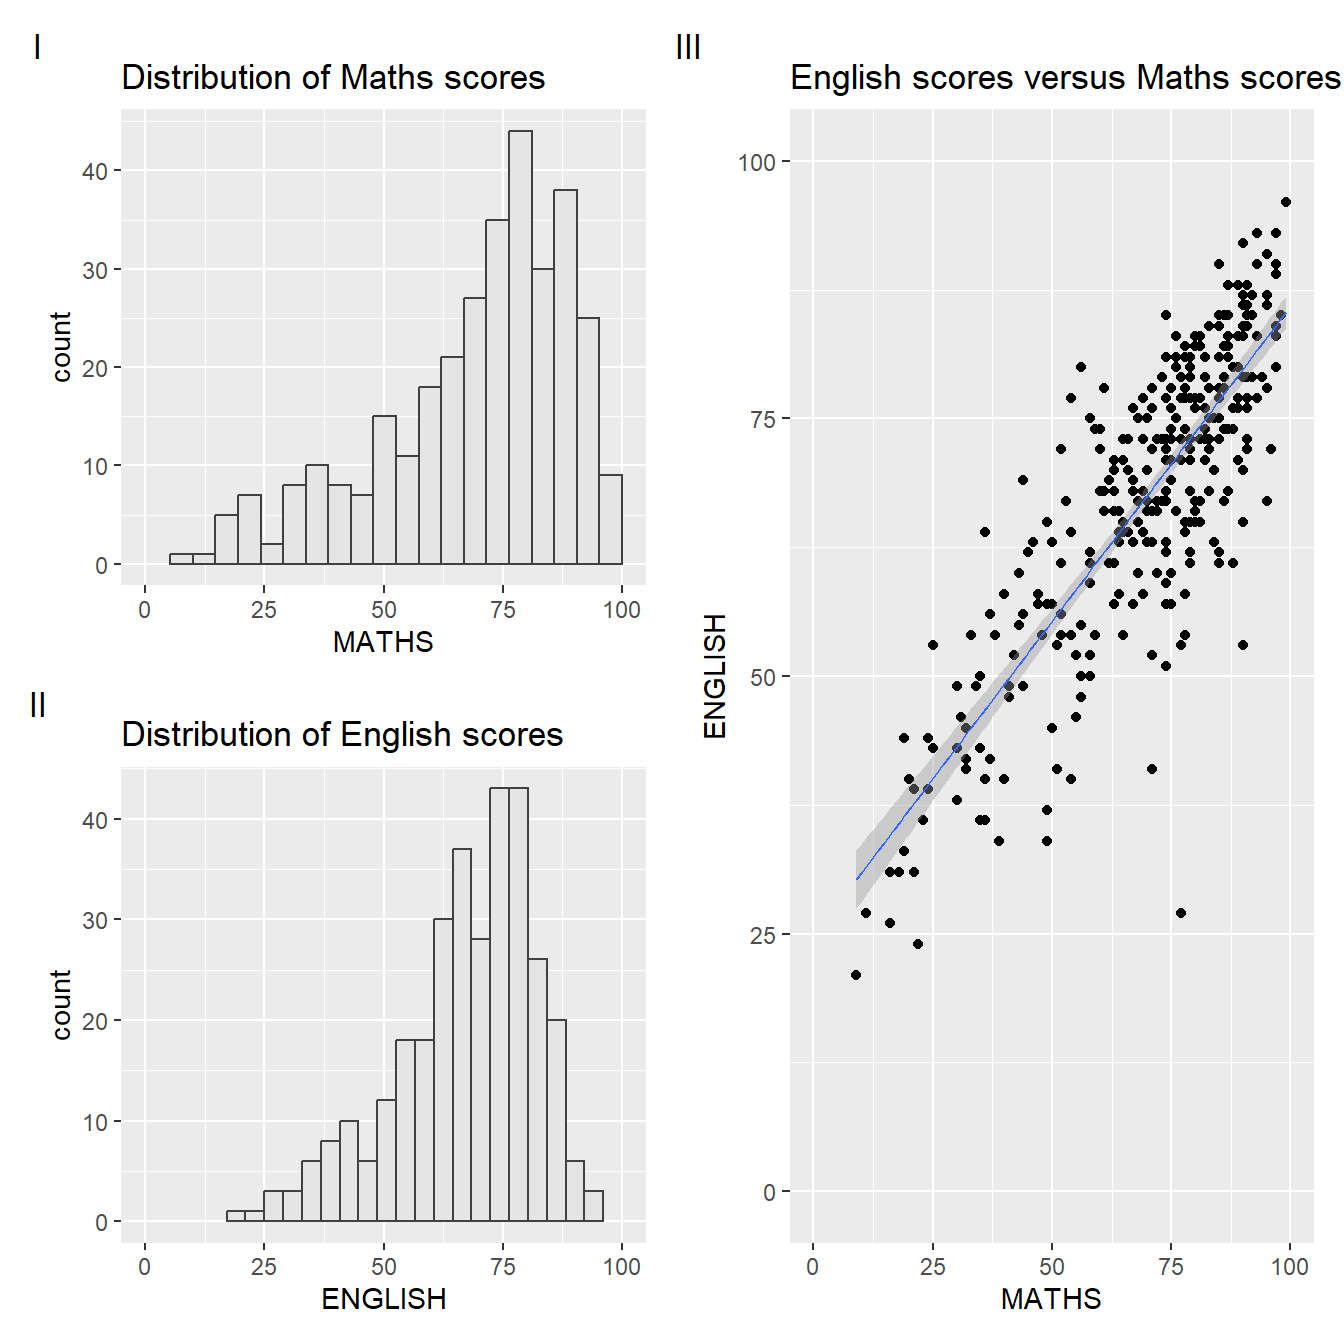 I
Distribution of Maths scores
count
40
30
20
10
0
0 25 50 75 100
MATHS
II
Distribution of English scores
count
40
30
20
10
0
0 25 50 75 100
ENGLISH
III
English scores versus Maths scores
ENGLISH
100
75
50
25
0
0 25 50 75 100
MATHS